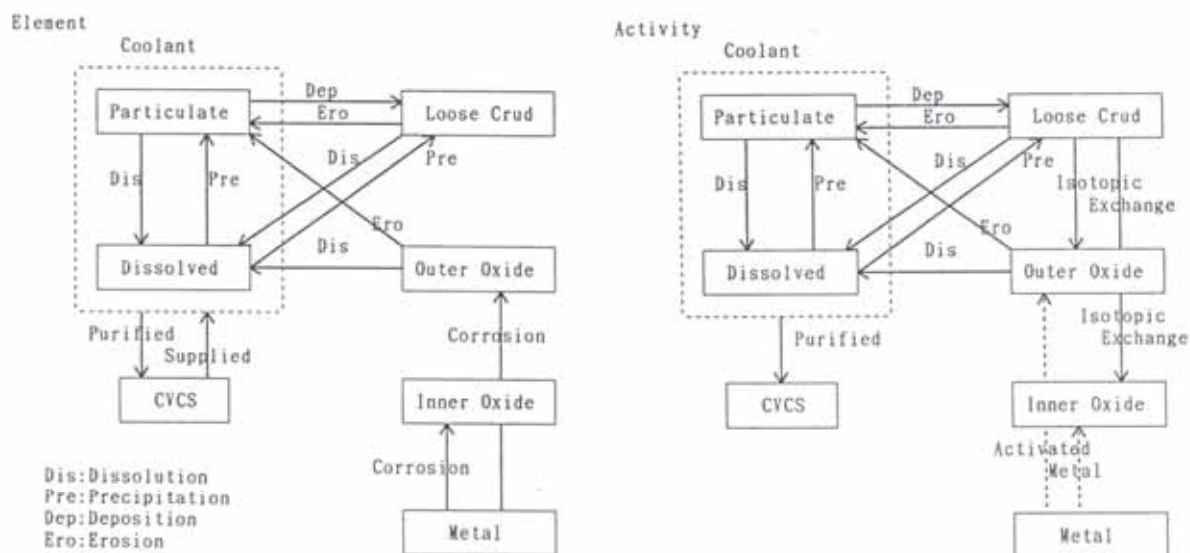 Element
Coolant
Particulate
Dep
Ero
Loose Crud
Dis
Pre
Dis
Pre
Ero
Dis
Dissolved
Outer Oxide
Purified
Supplied
Corrosion
CVCS
Inner Oxide
Corrosion
Metal
Dis:Dissolution
Pre:Precipitation
Dep:Deposition
Ero:Erosion
Activity
Coolant
Particulate
Dep
Ero
Loose Crud
Dis
Pre
Dis
Pre
Isotopic
Exchange
Ero
Dis
Dissolved
Outer Oxide
Purified
Isotopic
Exchange
CVCS
Inner Oxide
Activated
Metal
Metal